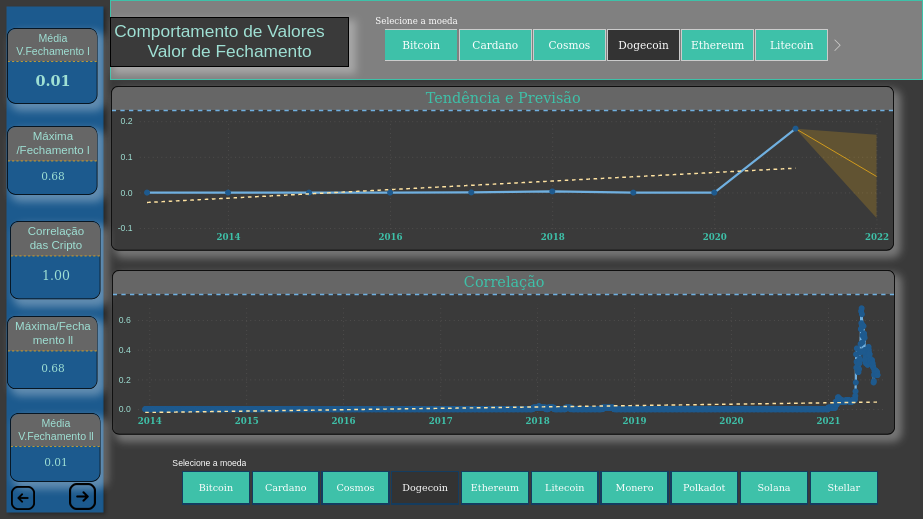 Média
V.Fechamento I
0.01
Máxima
/Fechamento I
0.68
Correlação
das Cripto
1.00
Máxima/Fecha
mento ll
0.68
Média
V.Fechamento ll
0.01
Comportamento de Valores
Valor de Fechamento
Selecione a moeda
Bitcoin Cardano Cosmos Dogecoin Ethereum Litecoin
Tendência e Previsão
0.2
0.1
0.0
-0.1
2014 2016 2018 2020 2022
Correlação
0.6
0.4
0.2
0.0
2014 2015 2016 2017 2018 2019 2020 2021
Selecione a moeda
Bitcoin Cardano Cosmos Dogecoin Ethereum Litecoin Monero Polkadot Solana Stellar